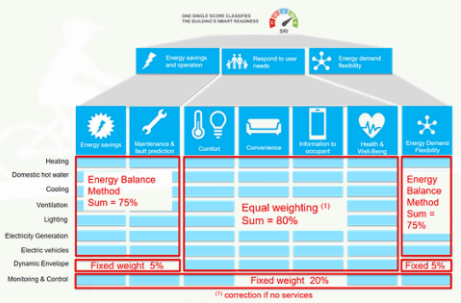 ONE SINGLE SCORE CLASSIFIES
THE BUILDING'S SMART READINESS
SRI
Energy savings
and operation
Respond to user
needs
Energy demand
flexibility
Energy savings
Maintenance &
fault prediction
Comfort
Convenience
Information to
occupant
Health &
Well-Being
Energy Demand
Flexibility
Heating
Domestic hot water
Cooling
Ventilation
Lighting
Electricity Generation
Electric vehicles
Dynamic Envelope
Monitoring & Control
Energy Balance
Method
Sum = 75%
Equal weighting (1)
Sum = 80%
Energy
Balance
Method
Sum =
75%
Fixed weight 5%
Fixed 5%
Fixed weight 20%
(1) correction if no services